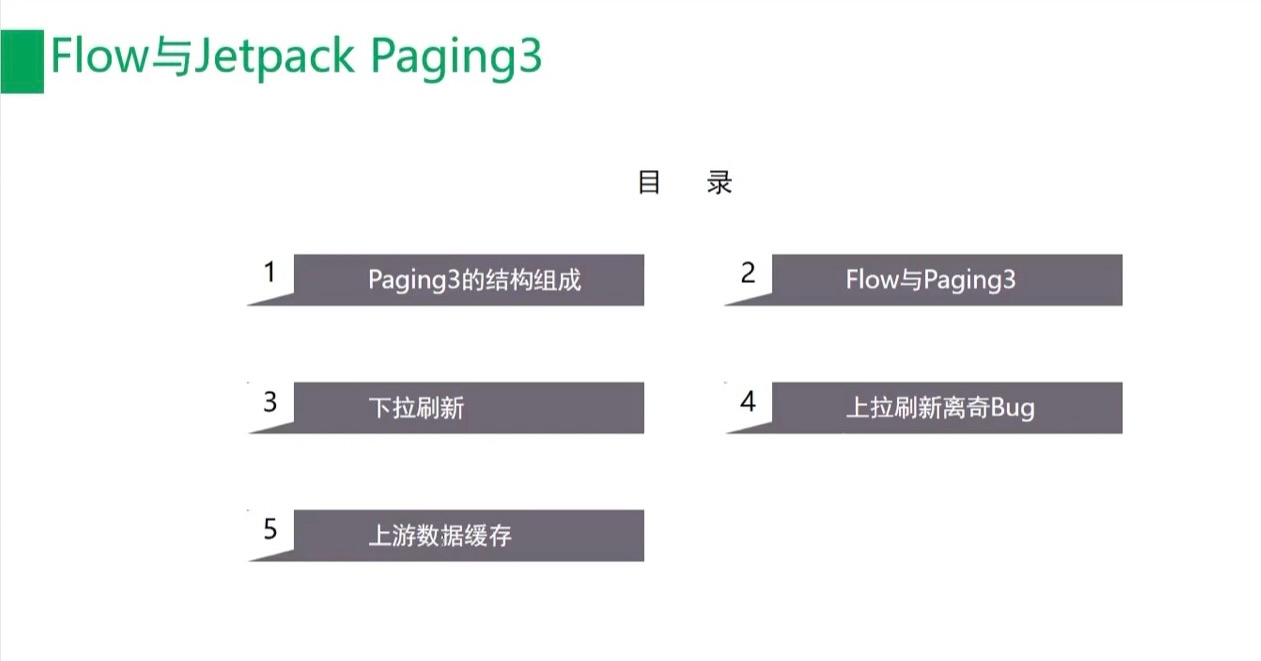 Flow与Jetpack Paging3
目 录
1 Paging3的结构组成
2 Flow与Paging3
3 下拉刷新
4 上拉刷新离奇Bug
5 上游数据缓存